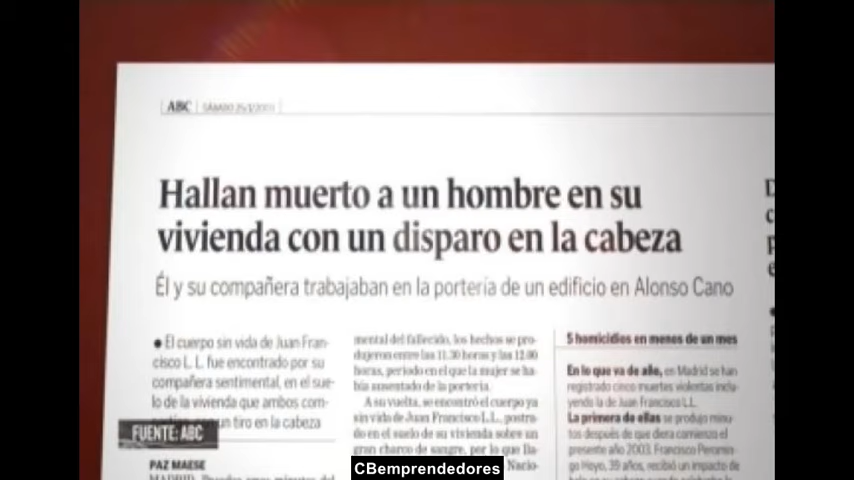 ABC SÁBADO 25/1/2003
Hallan muerto a un hombre en su
vivienda con un disparo en la cabeza
Él y su compañera trabajaban en la portería de un edificio en Alonso Cano
● El cuerpo sin vida de Juan Fran-
cisco L. L. fue encontrado por su
compañera sentimental, en el sue-
lo de la vivienda que ambos com-
un tiro en la cabeza
FUENTE: ABC
PAZ MAESE
mental del fallecido, los hechos se pro-
dujeron entre las 11.30 horas y las 12.00
horas, periodo en el que la mujer se ha-
bía ausentado de la portería.
A su vuelta, se encontró el cuerpo ya
sin vida de Juan Francisco L.L., postra-
do en el suelo de su vivienda sobre un
gran charco de sangre, por lo que lla-
Nacio-
5 homicidios en menos de un mes
En lo que va de año, en Madrid se han
registrado cinco muertes violentas inclu-
yendo la de Juan Francisco L.L.
La primera de ellas se produjo minu-
tos después de que diera comienzo el
presente año 2003. Francisco Peromin-
go Hoyo, 39 años, recibió un impacto de
CBemprendedores